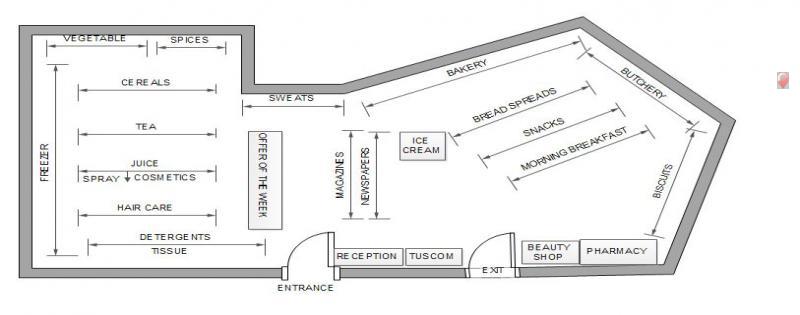 VEGETABLE
SPICES
CEREALS
TEA
FREEZER
JUICE
SPRAY COSMETICS
HAIR CARE
DETERGENTS
TISSUE
SWEATS
OFFER OF THE WEEK
MAGAZINES
NEWSPAPERS
ICE
CREAM
BAKERY
BREAD SPREADS
SNACKS
MORNING BREAKFAST
BUTCHERY
BISCUITS
RECEPTION
TUSCOM
BEAUTY
SHOP
PHARMACY
ENTRANCE
EXIT